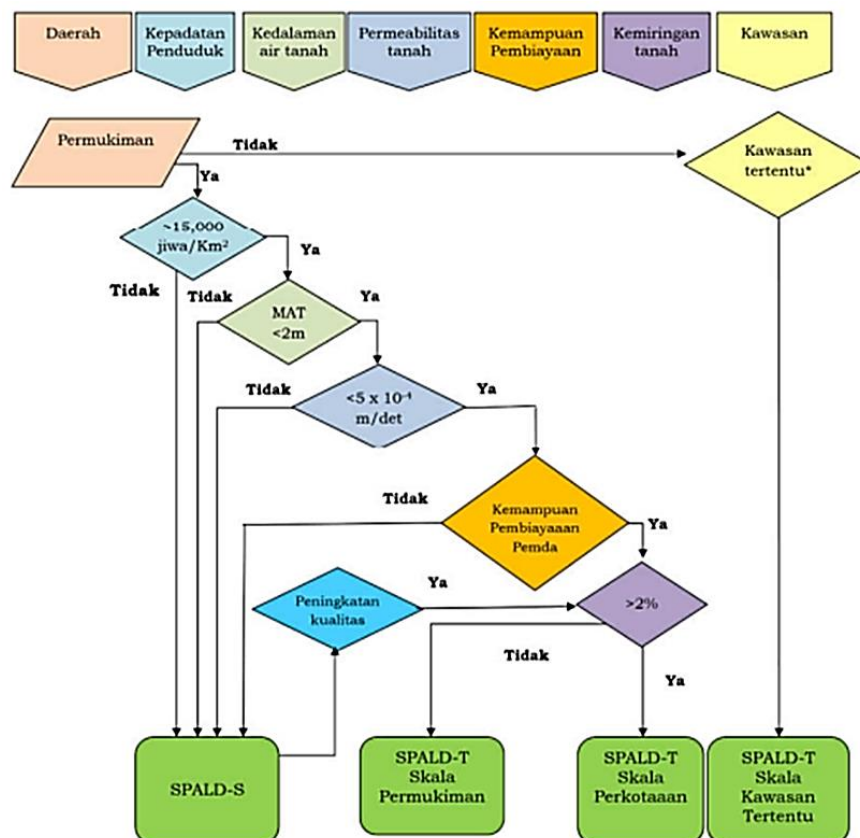 Daerah
Kepadatan
Penduduk
Kedalaman
air tanah
Permeabilitas
tanah
Kemampuan
Pembiayaan
Kemiringan
tanah
Kawasan
Permukiman
Tidak
Kawasan
tertentu*
Ya
~15,000
jiwa/Km²
Ya
Tidak
Tidak
Ya
MAT
<2m
Tidak
Ya
<5 x 10⁻⁴
m/det
Tidak
Kemampuan
Pembiayaaan
Pemda
Ya
Peningkatan
kualitas
Ya
>2%
Tidak
Ya
SPALD-S
SPALD-T
Skala
Permukiman
SPALD-T
Skala
Perkotaaan
SPALD-T
Skala
Kawasan
Tertentu